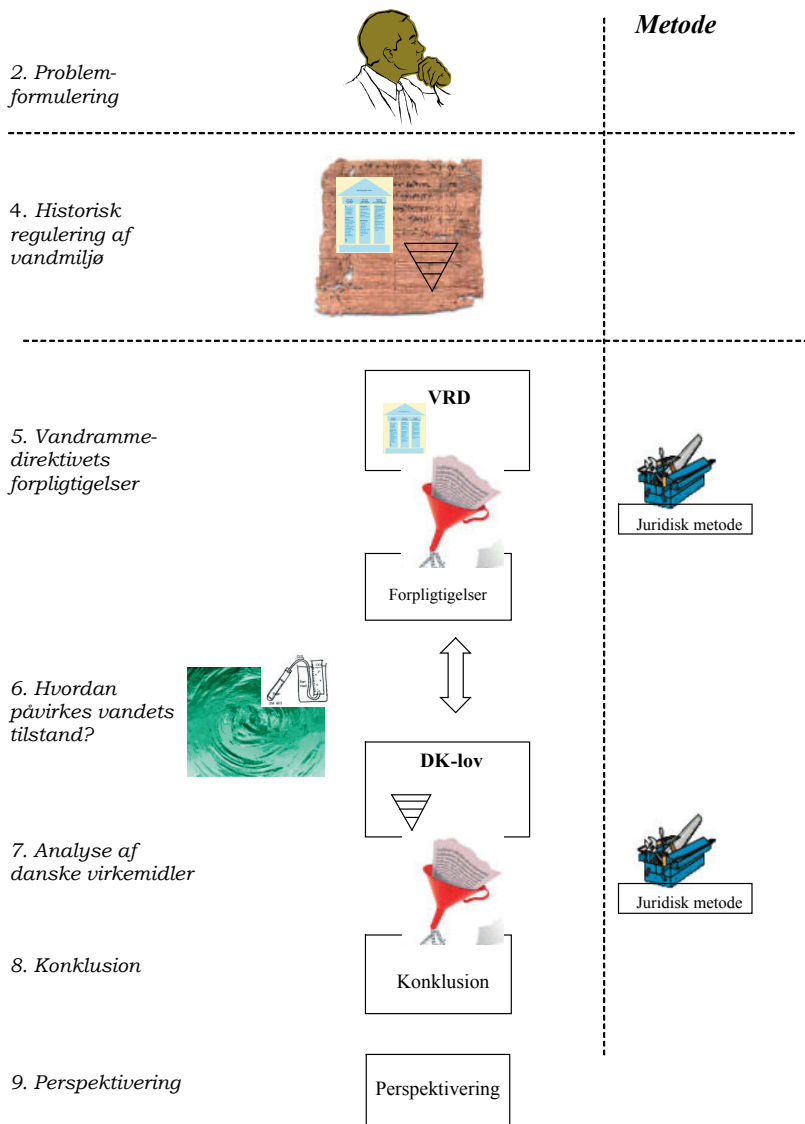 Metode
2. Problem-
formulering
4. Historisk
regulering af
vandmiljø
VRD
5. Vandramme-
direktivets
forpligtigelser
Juridisk metode
Forpligtigelser
6. Hvordan
påvirkes vandets
tilstand?
DK-lov
7. Analyse af
danske virkemidler
Juridisk metode
8. Konklusion
Konklusion
9. Perspektivering
Perspektivering